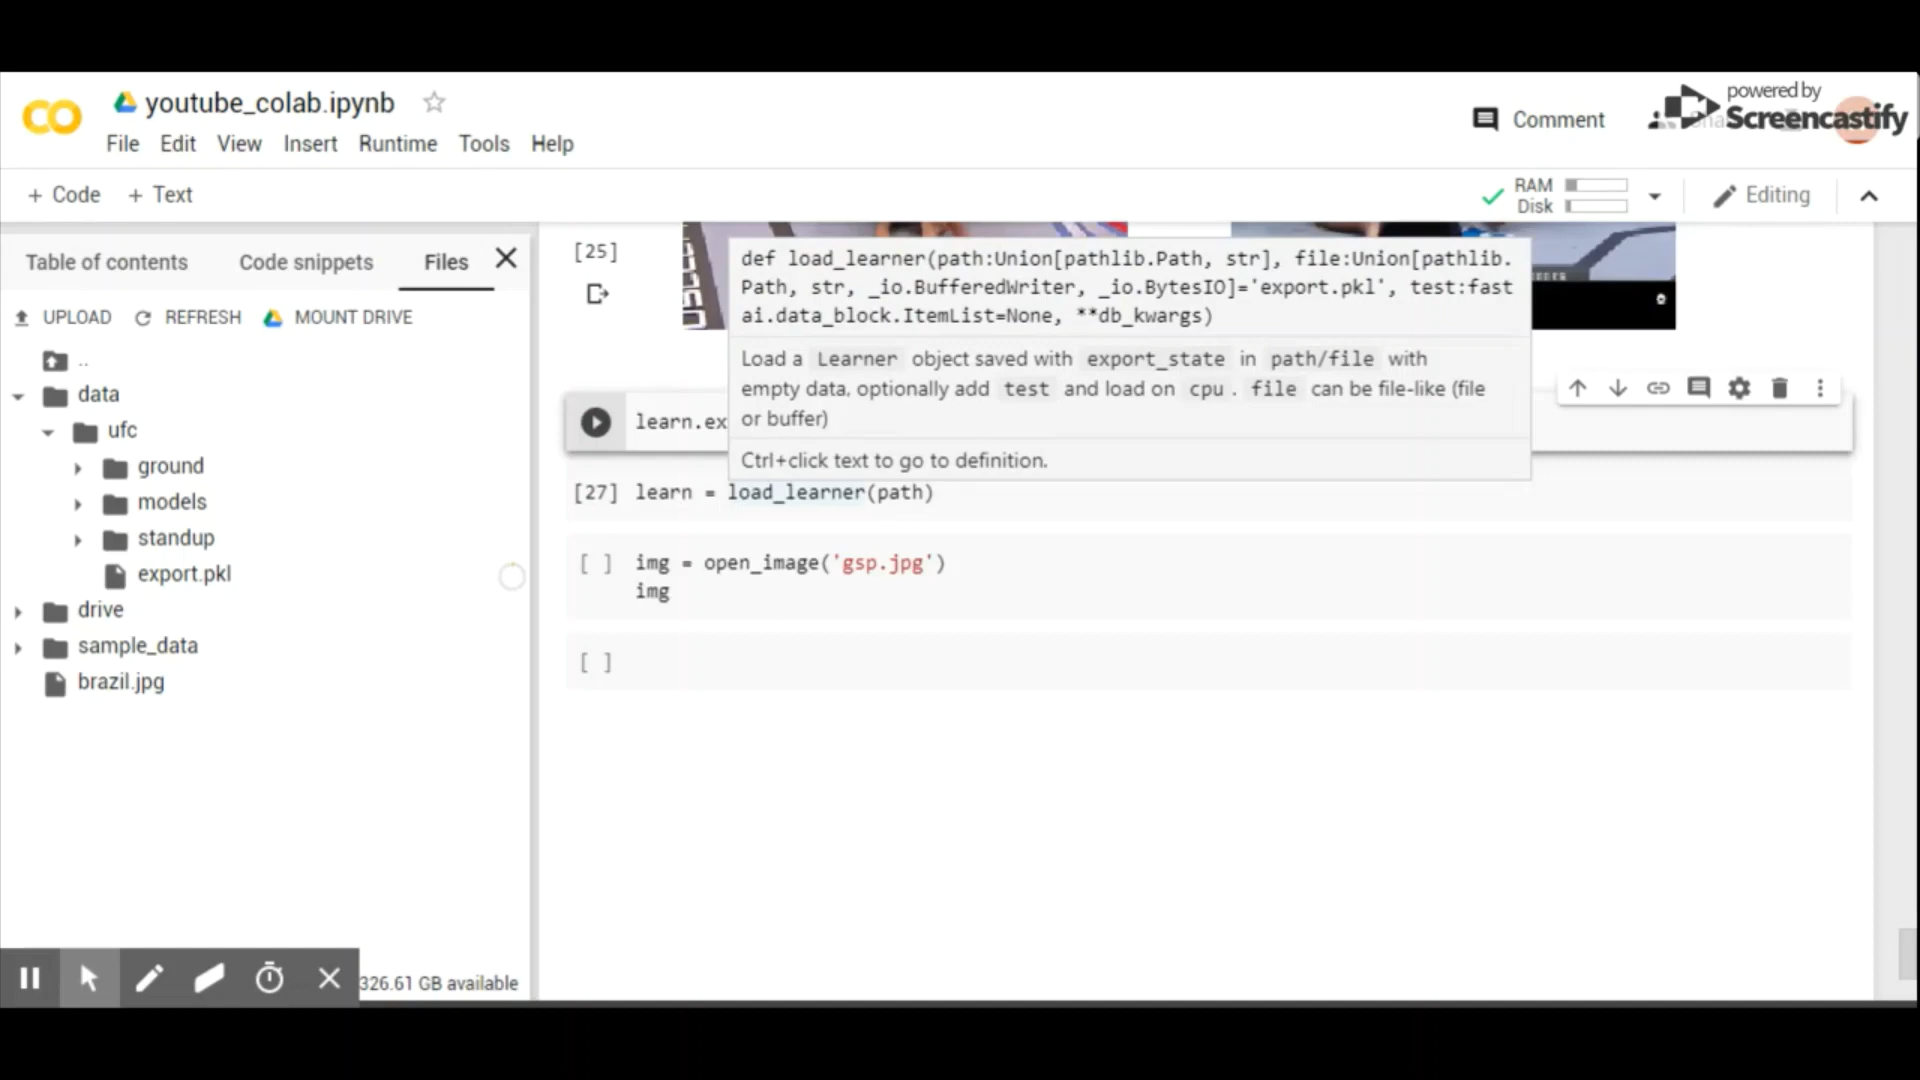 powered by
Screencastify
youtube_colab.ipynb
Comment
File Edit View Insert Runtime Tools Help
+ Code + Text
RAM
Disk
Editing
Table of contents Code snippets Files
UPLOAD REFRESH MOUNT DRIVE
..
data
ufc
ground
models
standup
export.pkl
drive
sample_data
brazil.jpg
326.61 GB available
[25]
def load_learner(path:Union[pathlib.Path, str], file:Union[pathlib.
Path, str, _io.BufferedWriter, _io.BytesIO]='export.pkl', test:fast
ai.data_block.ItemList=None, **db_kwargs)
Load a Learner object saved with export_state in path/file with
empty data, optionally add test and load on cpu. file can be file-like (file
or buffer)
Ctrl+click text to go to definition.
learn.ex
[27] learn = load_learner(path)
[ ] img = open_image('gsp.jpg')
img
[ ]